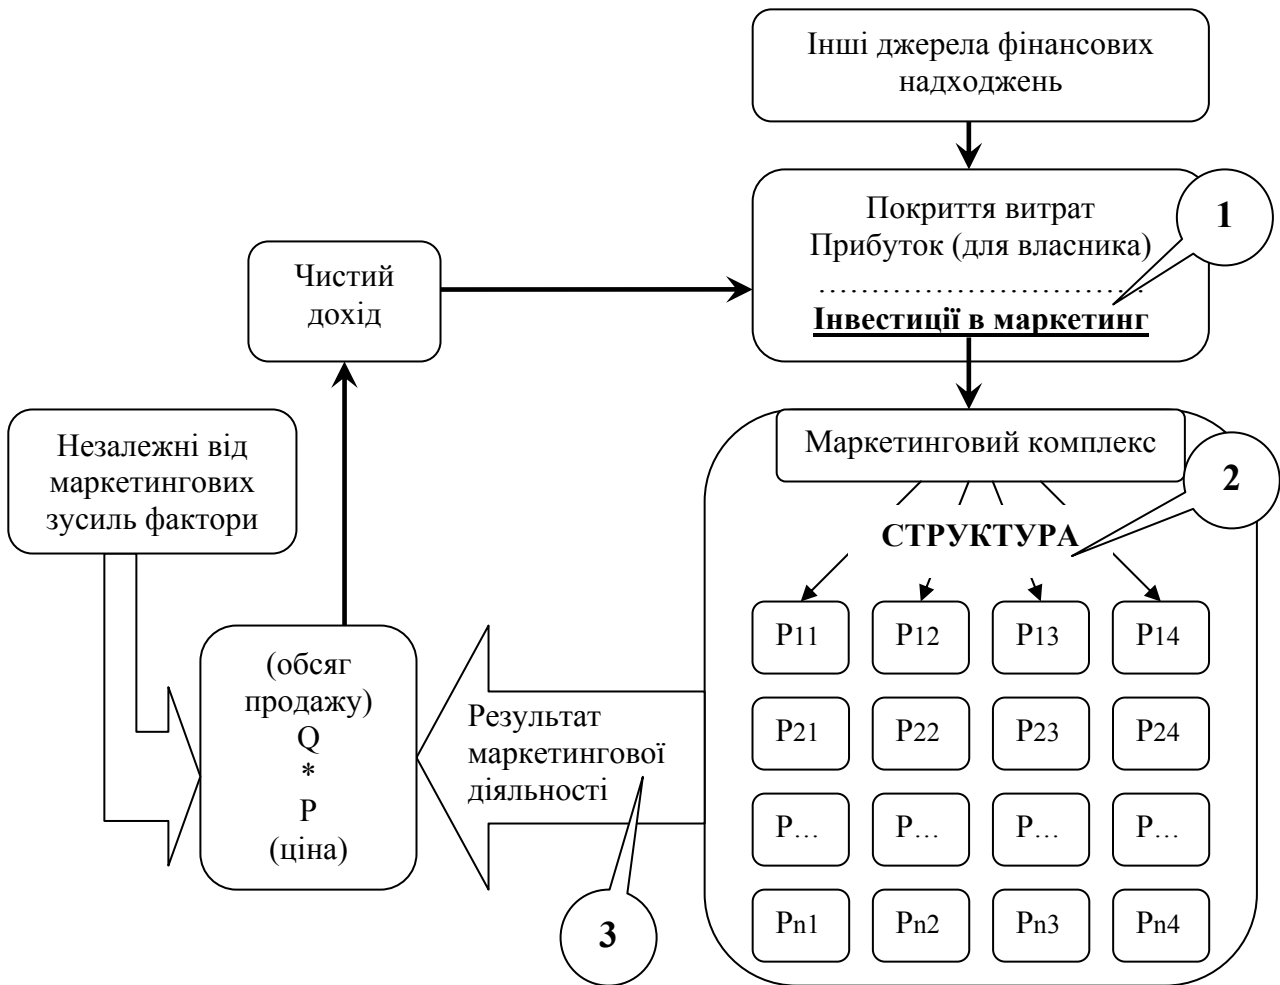 Інші джерела фінансових
надходжень
Покриття витрат
Прибуток (для власника)
…………………………
Інвестиції в маркетинг
1
Чистий
дохід
Незалежні від
маркетингових
зусиль фактори
Маркетинговий комплекс
2
СТРУКТУРА
P11 P12 P13 P14
P21 P22 P23 P24
P… P… P… P…
Pn1 Pn2 Pn3 Pn4
(обсяг
продажу)
Q
*
P
(ціна)
Результат
маркетингової
діяльності
3